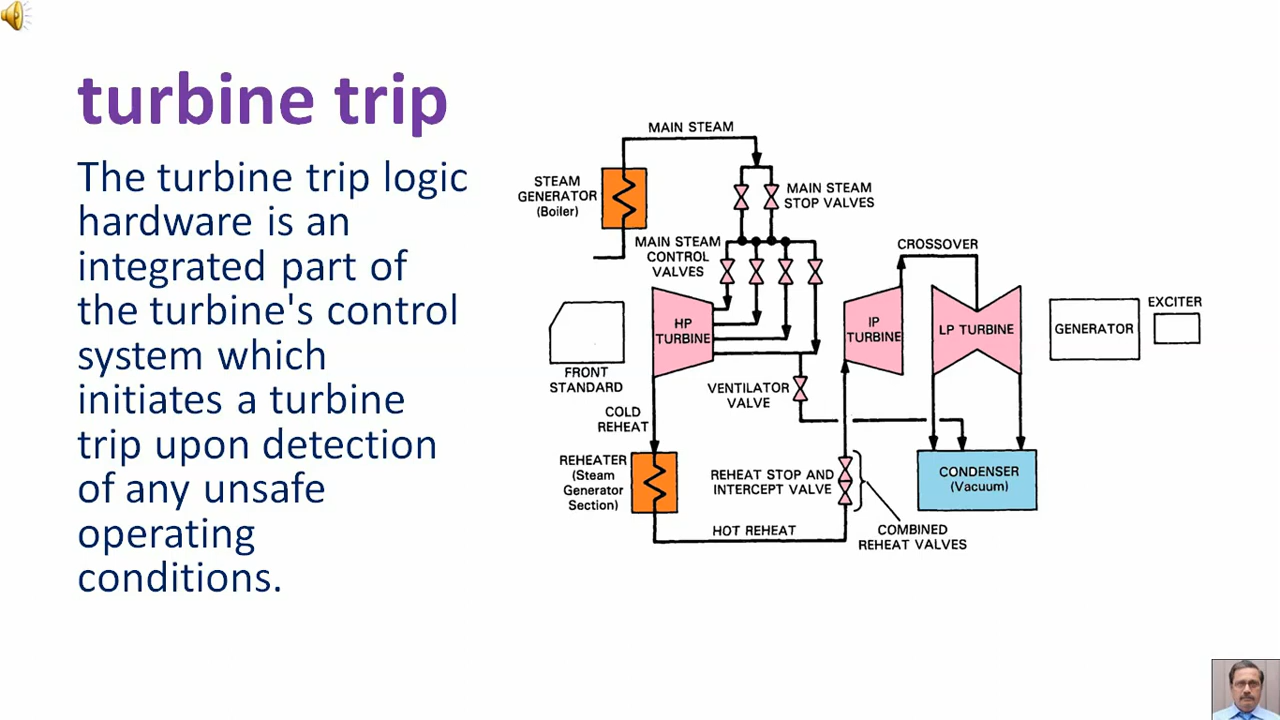 turbine trip
The turbine trip logic
hardware is an
integrated part of
the turbine's control
system which
initiates a turbine
trip upon detection
of any unsafe
operating
conditions.
MAIN STEAM
STEAM
GENERATOR
(Boiler)
MAIN STEAM
STOP VALVES
MAIN STEAM
CONTROL
VALVES
CROSSOVER
HP
TURBINE
IP
TURBINE
LP TURBINE
GENERATOR
EXCITER
FRONT
STANDARD
VENTILATOR
VALVE
COLD
REHEAT
REHEATER
(Steam
Generator
Section)
REHEAT STOP AND
INTERCEPT VALVE
CONDENSER
(Vacuum)
HOT REHEAT
COMBINED
REHEAT VALVES